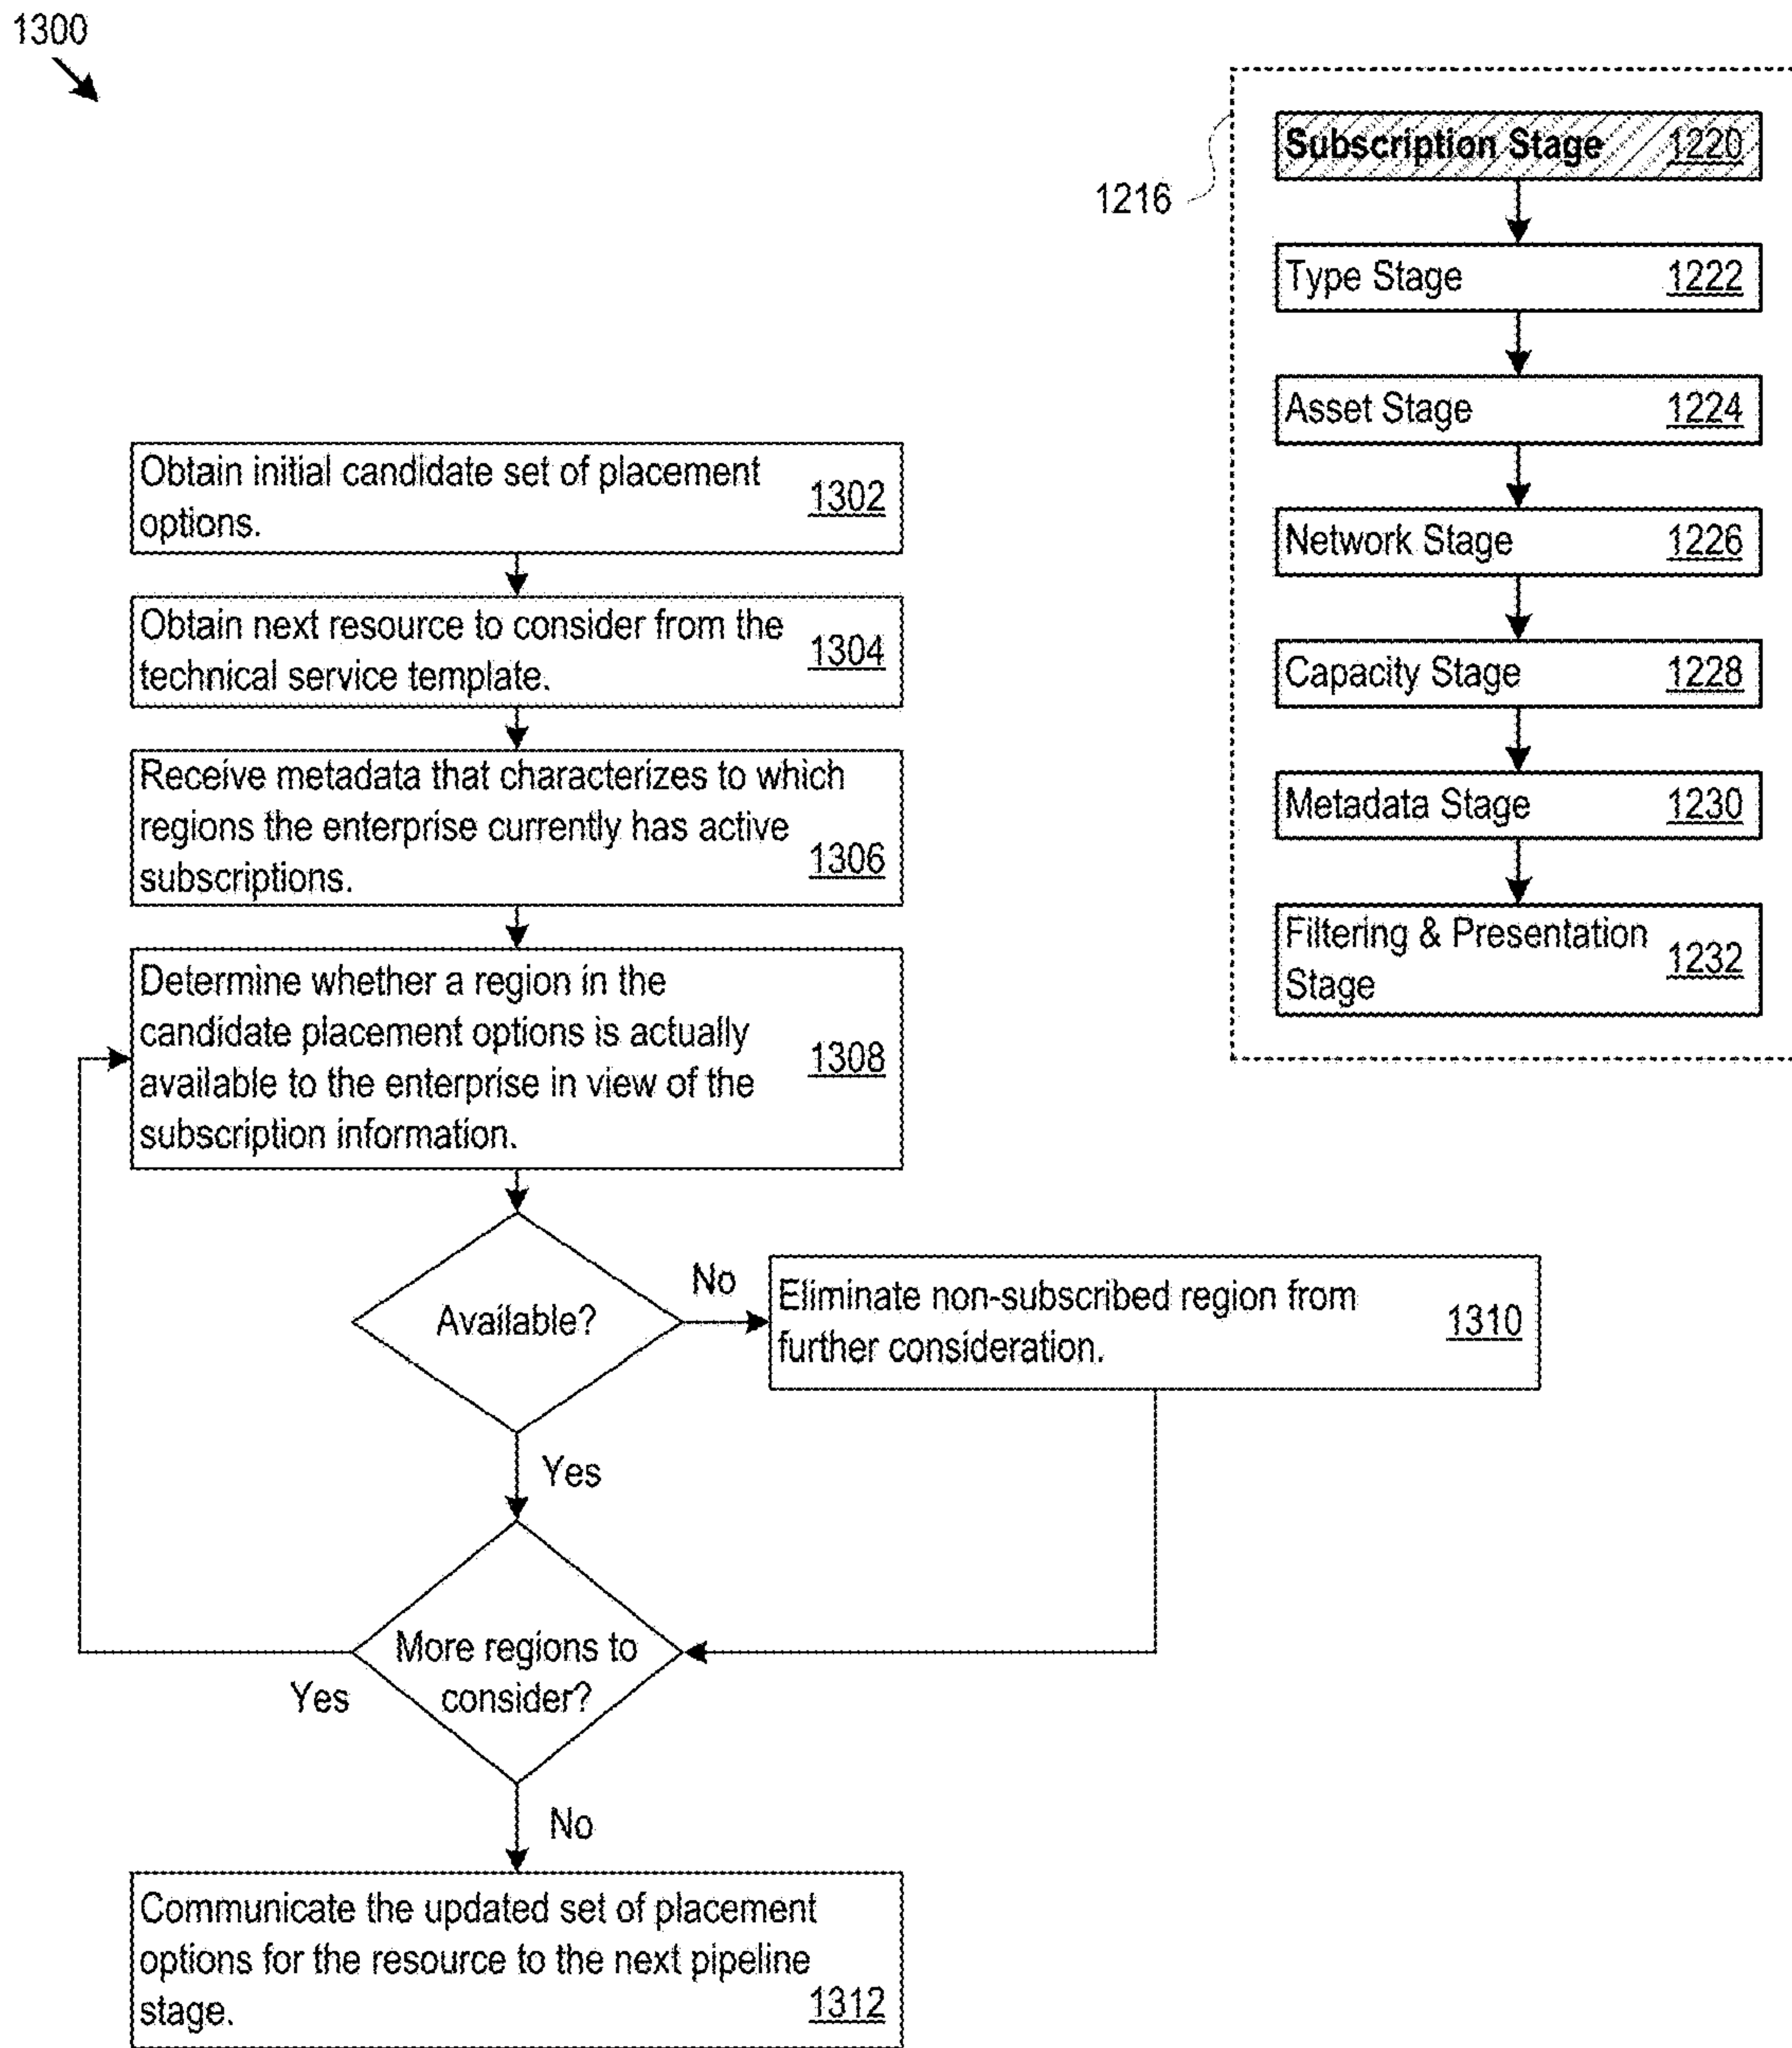 1300
1216
Subscription Stage 1220
Type Stage 1222
Asset Stage 1224
Network Stage 1226
Capacity Stage 1228
Metadata Stage 1230
Filtering & Presentation
Stage 1232
Obtain initial candidate set of placement
options. 1302
Obtain next resource to consider from the
technical service template. 1304
Receive metadata that characterizes to which
regions the enterprise currently has active
subscriptions. 1306
Determine whether a region in the
candidate placement options is actually
available to the enterprise in view of the
subscription information. 1308
Available?
No
Eliminate non-subscribed region from
further consideration. 1310
Yes
More regions to
consider?
Yes
No
Communicate the updated set of placement
options for the resource to the next pipeline
stage. 1312